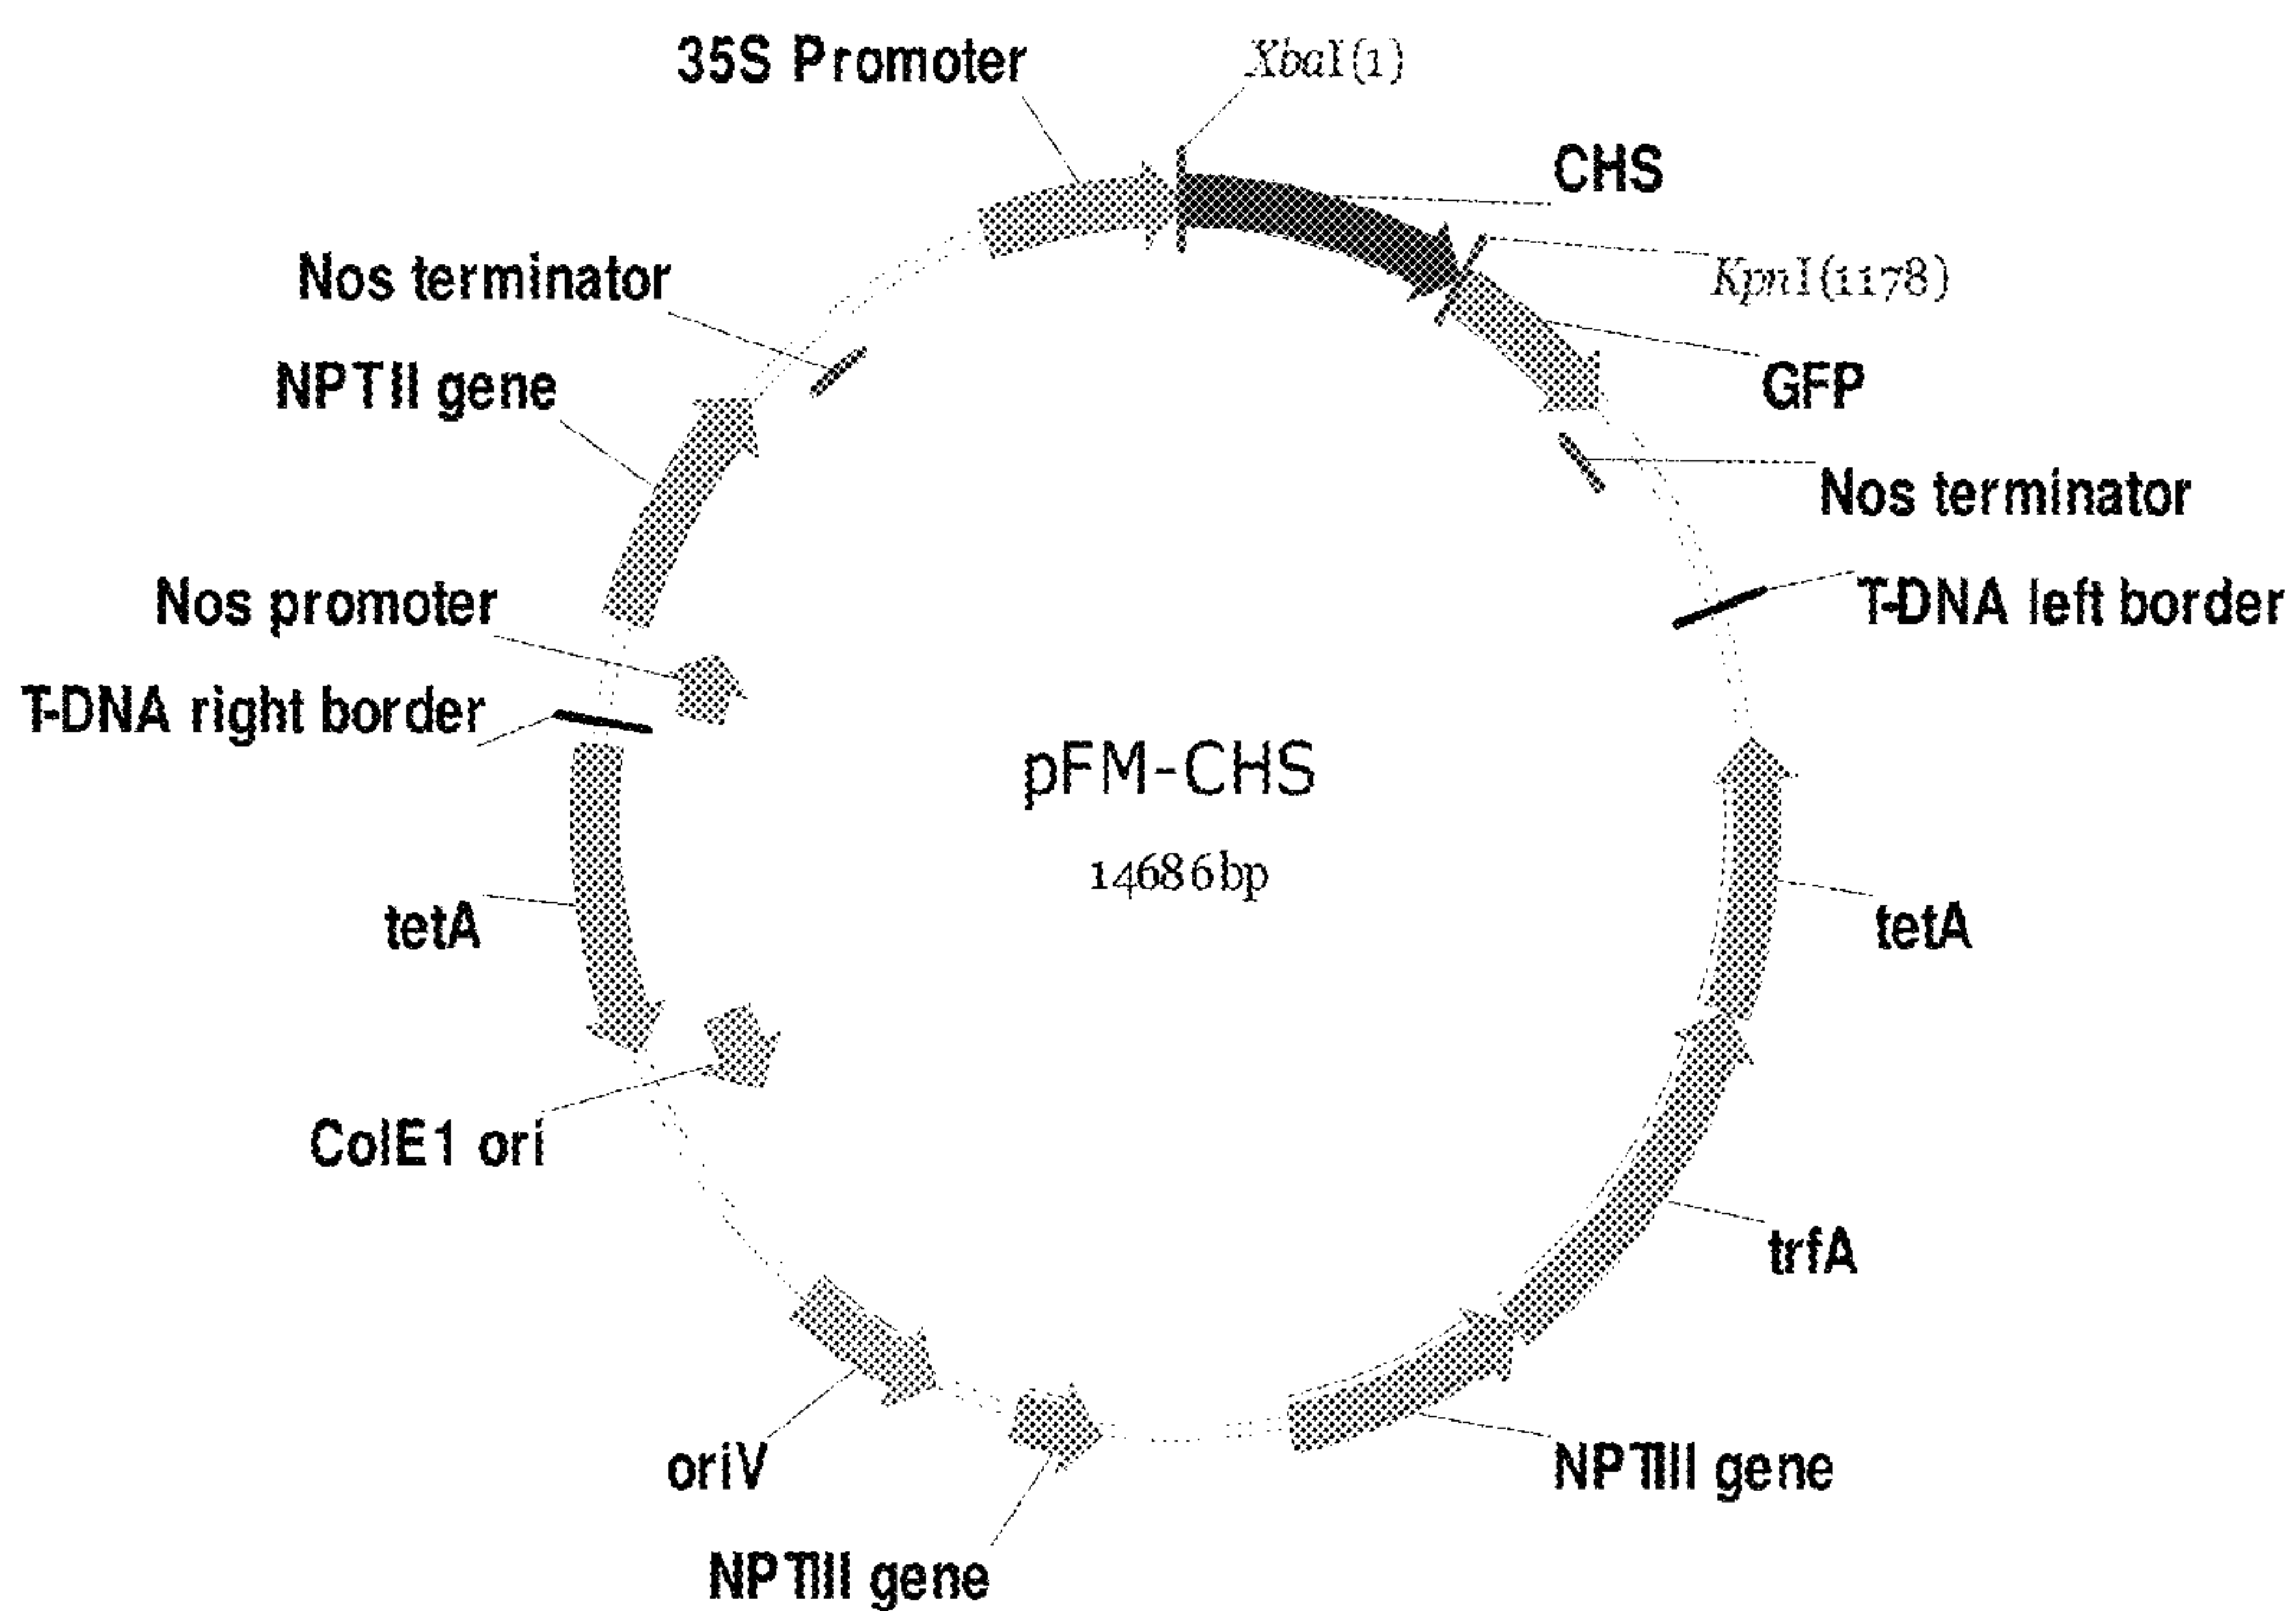 35S Promoter
XbaI(1)
CHS
KpnI(1178)
GFP
Nos terminator
T-DNA left border
tetA
trfA
NPTIII gene
NPTIII gene
oriV
ColE1 ori
tetA
T-DNA right border
Nos promoter
NPTII gene
Nos terminator
pFM-CHS
14686bp